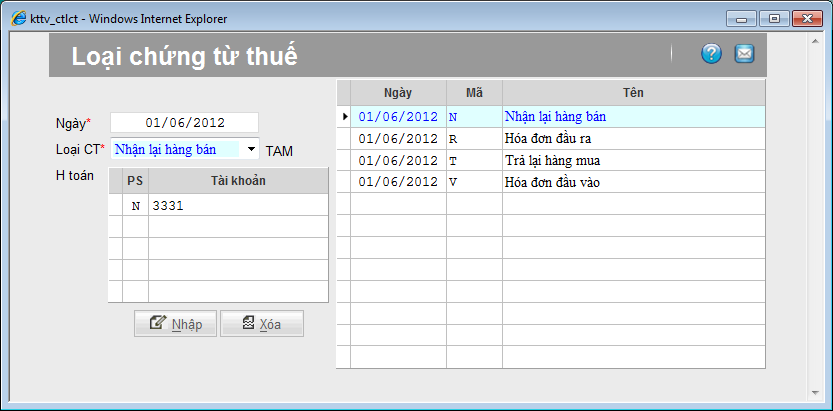 kttv_ctlct - Windows Internet Explorer
Loại chứng từ thuế
Ngày* 01/06/2012
Loại CT* Nhận lại hàng bán TAM
H toán
PS Tài khoản
N 3331
Nhập Xóa
Ngày Mã Tên
01/06/2012 N Nhận lại hàng bán
01/06/2012 R Hóa đơn đầu ra
01/06/2012 T Trả lại hàng mua
01/06/2012 V Hóa đơn đầu vào